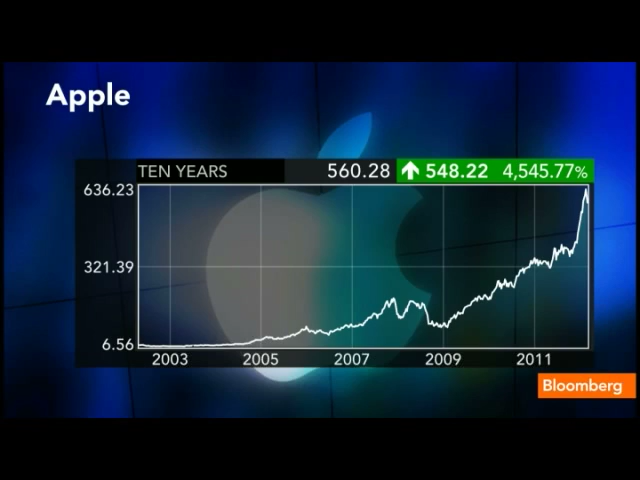 Apple
TEN YEARS 560.28 548.22 4,545.77%
636.23
321.39
6.56
2003 2005 2007 2009 2011
Bloomberg